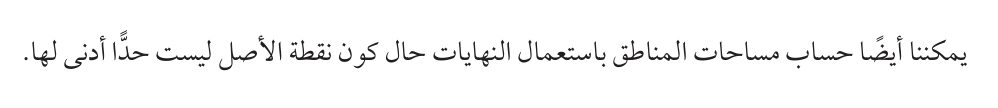 يمكننا أيضًا حساب مساحات المناطق باستعمال النهايات حال كون نقطة الأصل ليست حدًّا أدنى لها.